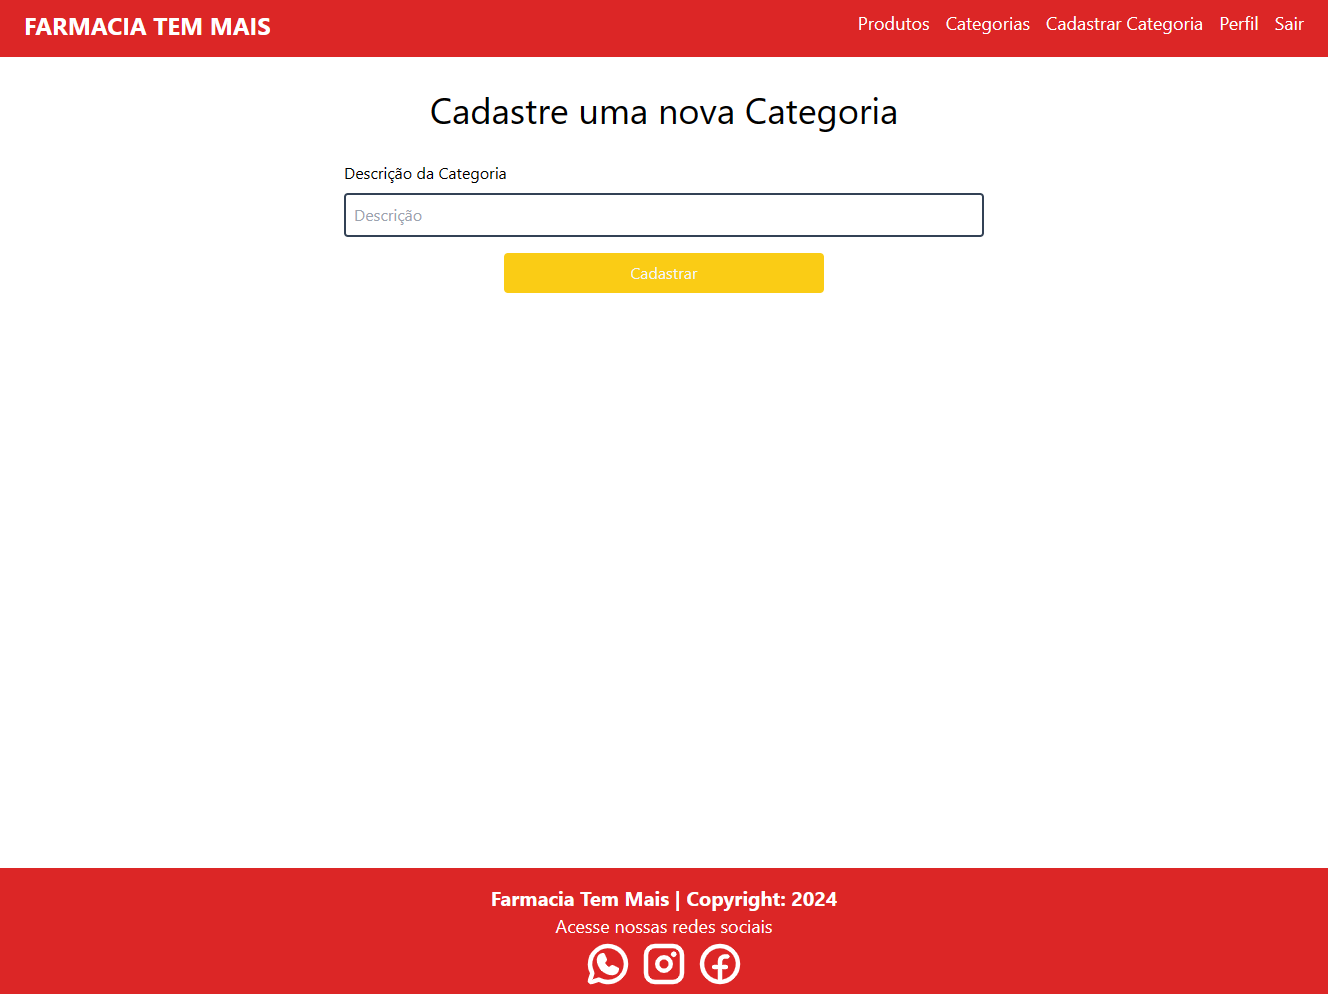 FARMACIA TEM MAIS
Produtos Categorias Cadastrar Categoria Perfil Sair
Cadastre uma nova Categoria
Descrição da Categoria
Descrição
Cadastrar
Farmacia Tem Mais | Copyright: 2024
Acesse nossas redes sociais